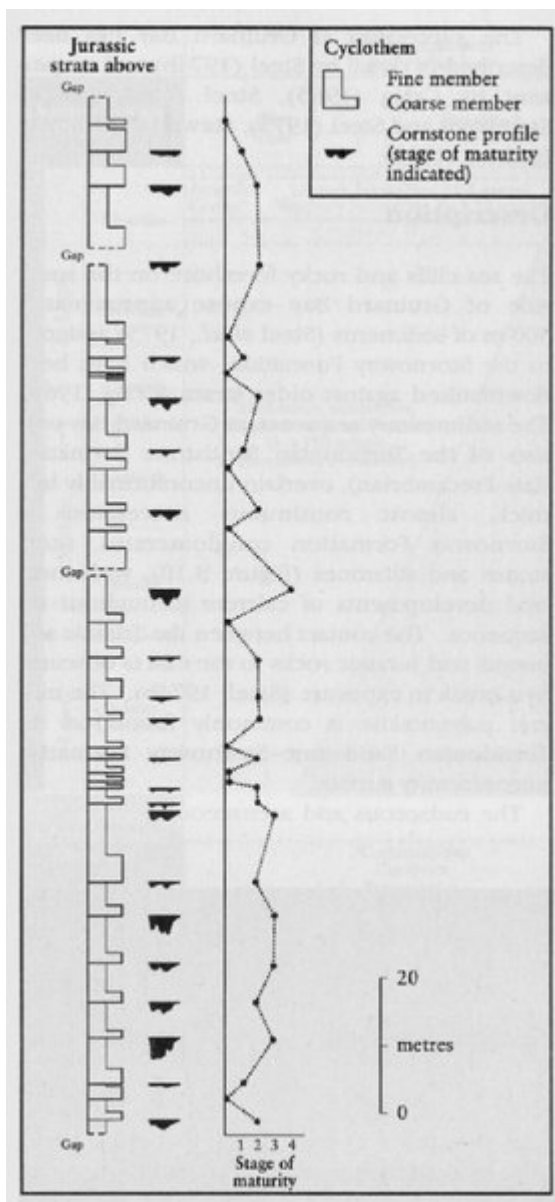 Jurassic
strata above
Gap
Gap
Gap
Gap
Cyclothem
Fine member
Coarse member
Cornstone profile
(stage of maturity
indicated)
20
metres
0
1 2 3 4
Stage of
maturity